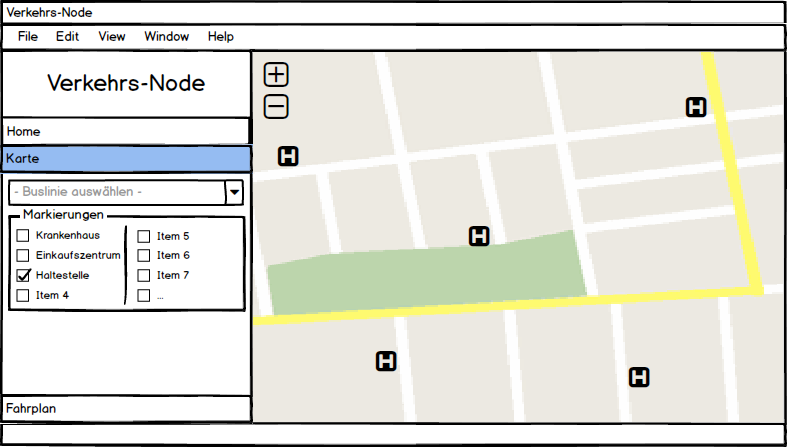 Verkehrs-Node
File Edit View Window Help
Verkehrs-Node
Home
Karte
- Buslinie auswählen -
Markierungen
Krankenhaus
Einkaufszentrum
Haltestelle
Item 4
Item 5
Item 6
Item 7
...
Fahrplan
H
H
H
H
H